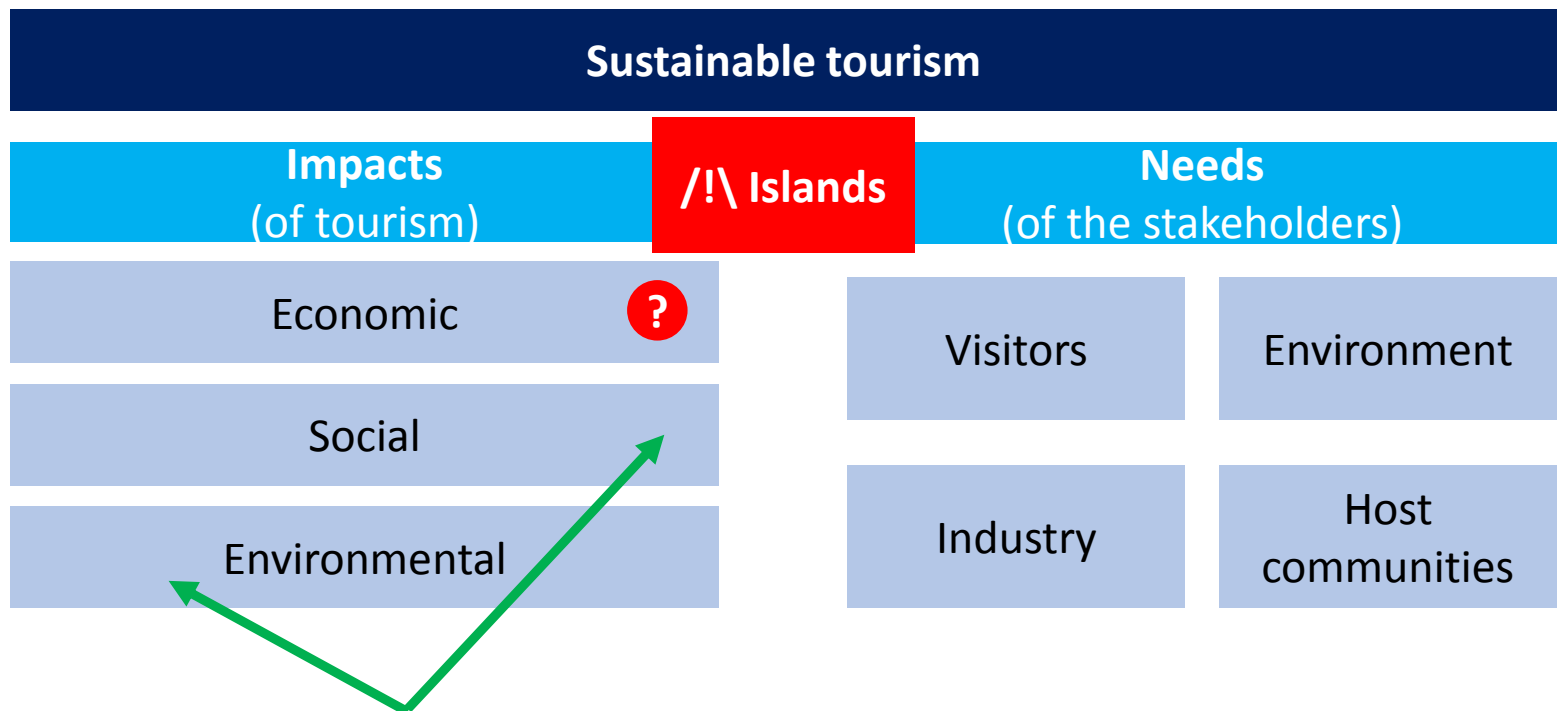 Sustainable tourism
Impacts
(of tourism)
/!\ Islands
Needs
(of the stakeholders)
Economic
?
Social
Environmental
Visitors
Environment
Industry
Host
communities